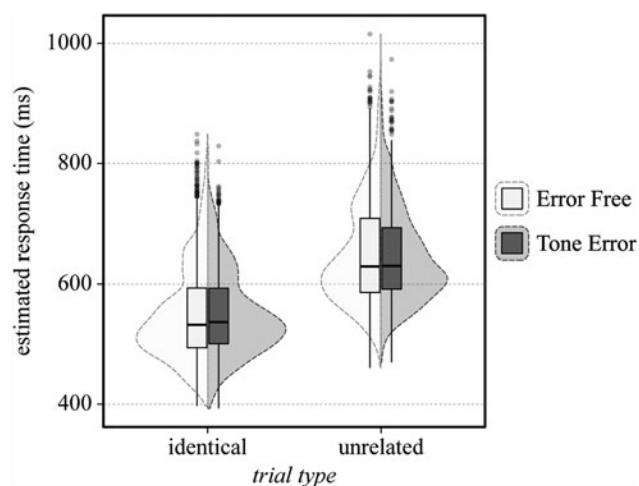 1000
800
600
400
estimated response time (ms)
identical
unrelated
trial type
Error Free
Tone Error